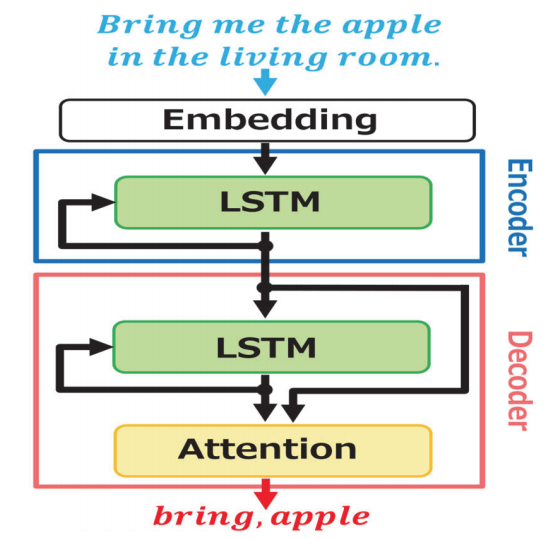 Bring me the apple
in the living room.
Embedding
Encoder
LSTM
Decoder
LSTM
Attention
bring, apple